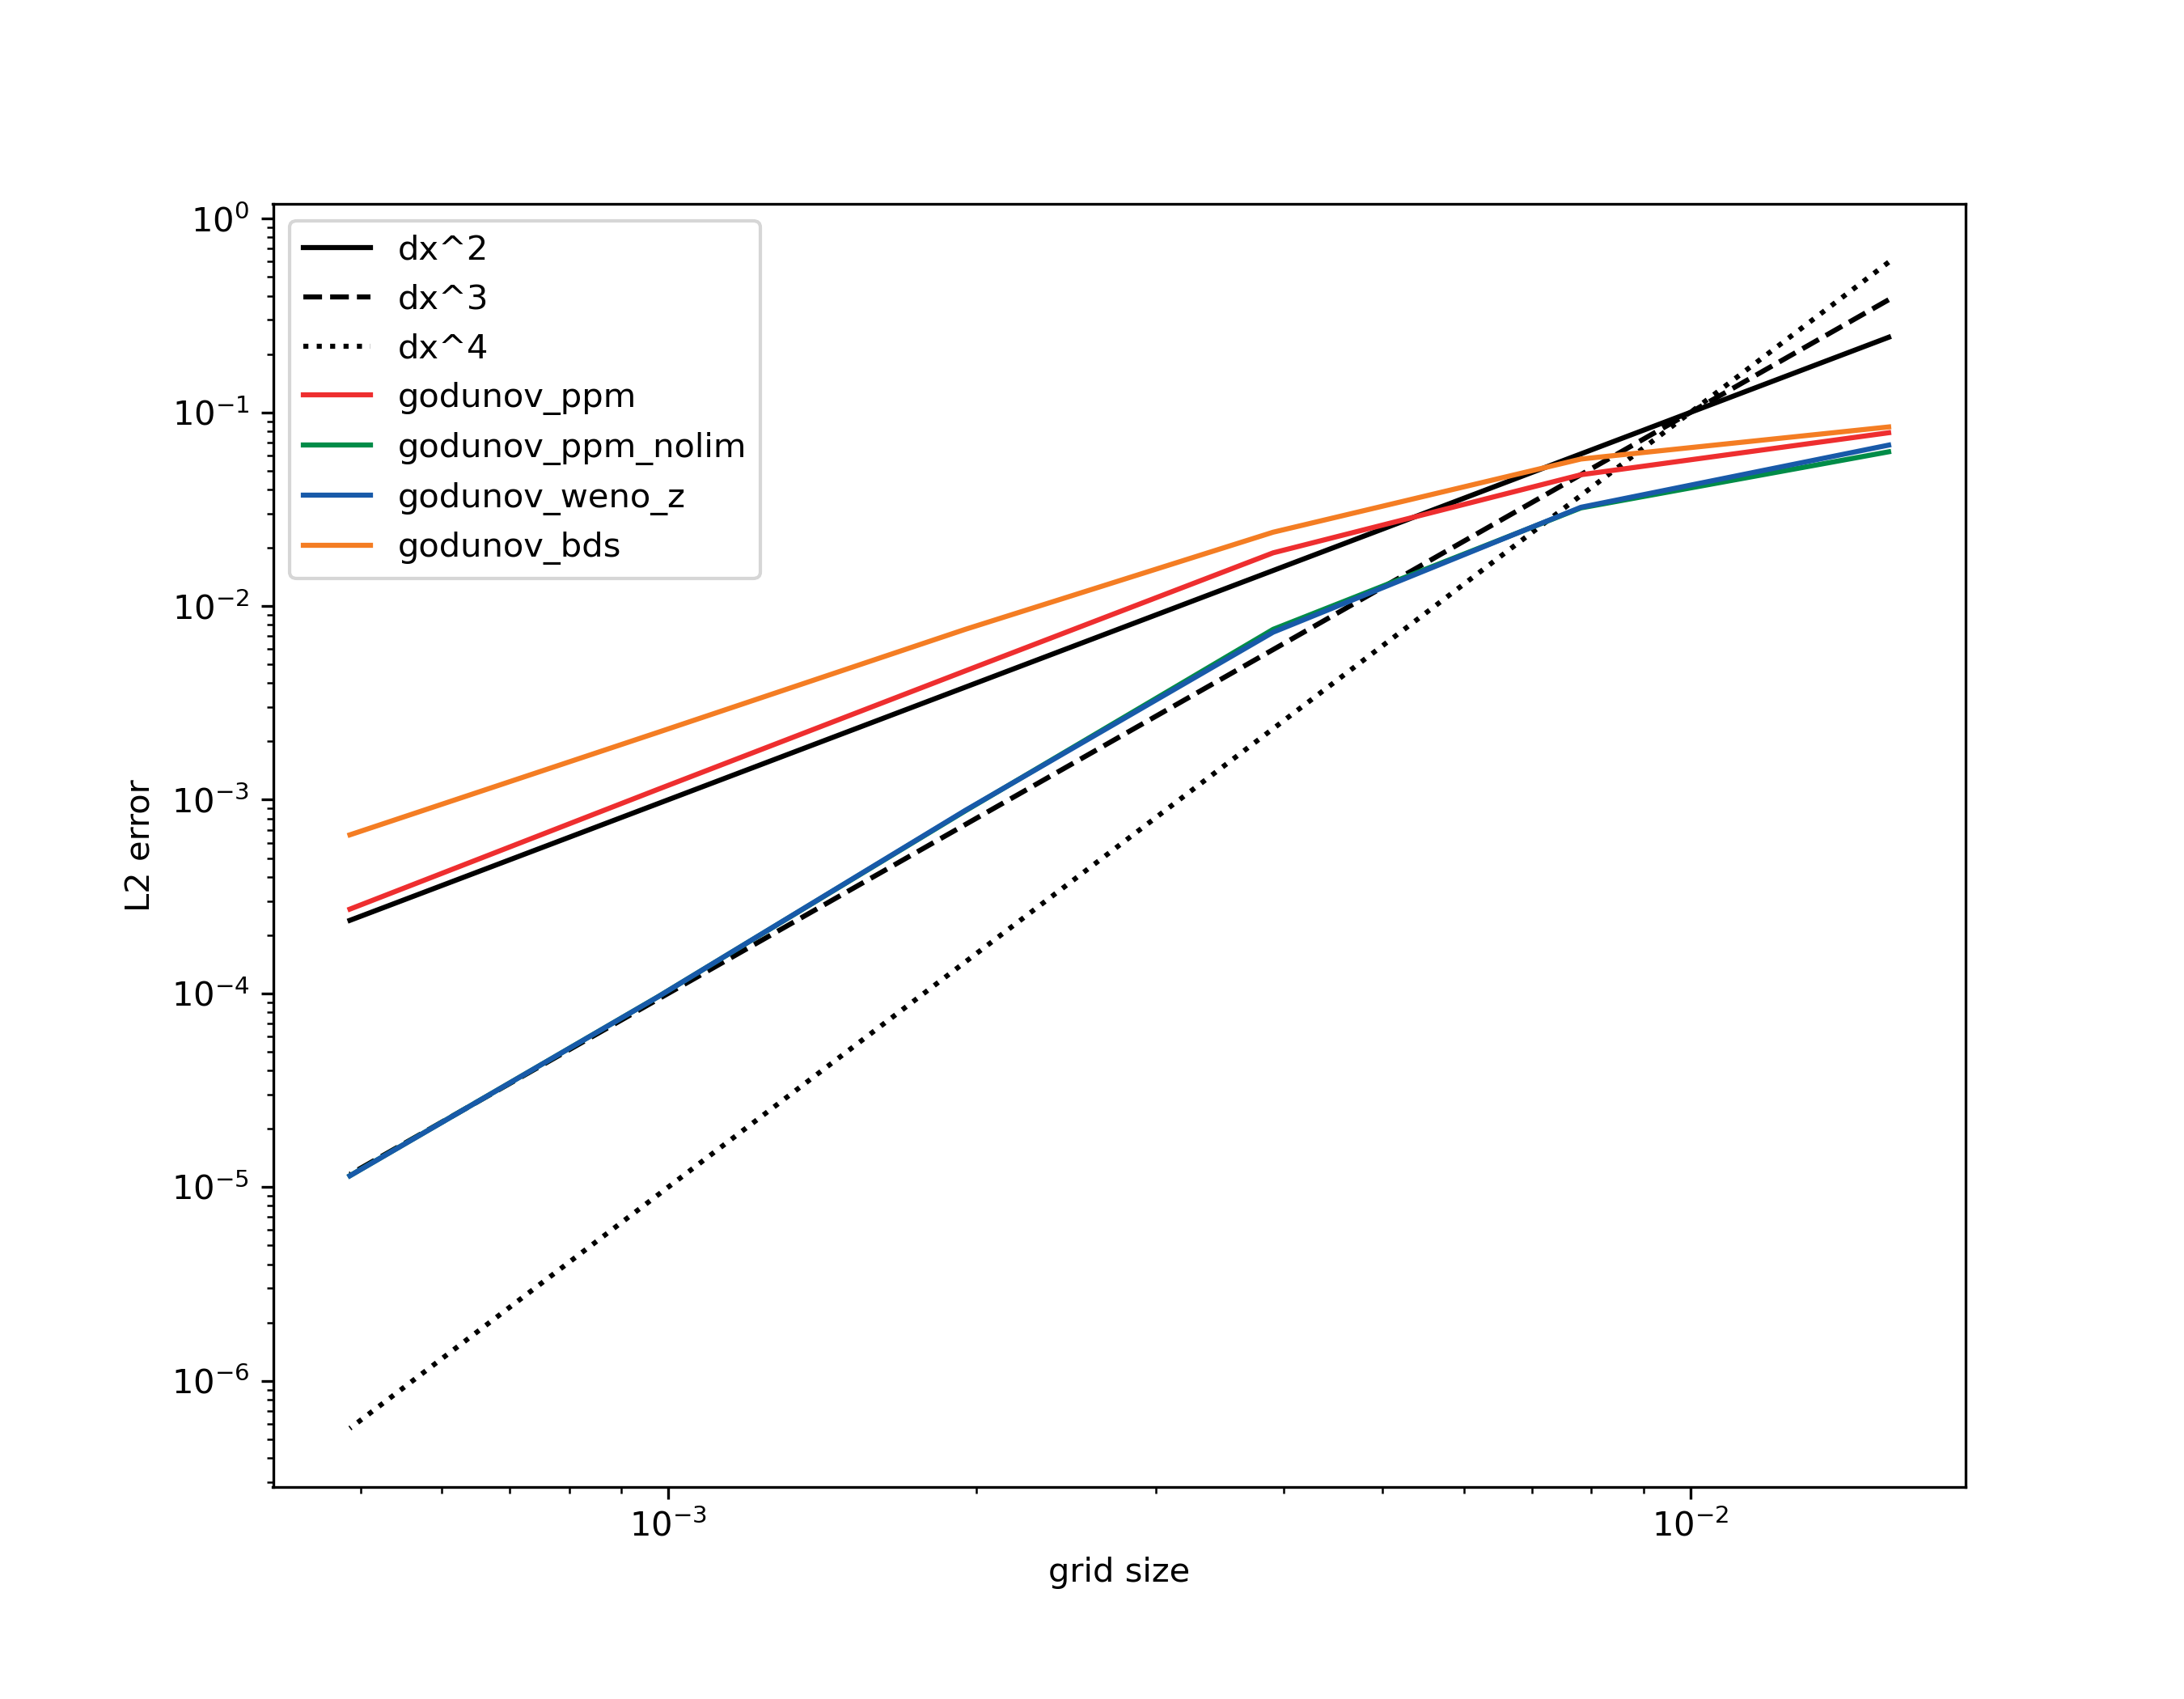 10^0
10^-1
10^-2
10^-3
10^-4
10^-5
10^-6
L2 error
dx^2
dx^3
dx^4
godunov_ppm
godunov_ppm_nolim
godunov_weno_z
godunov_bds
10^-3
10^-2
grid size